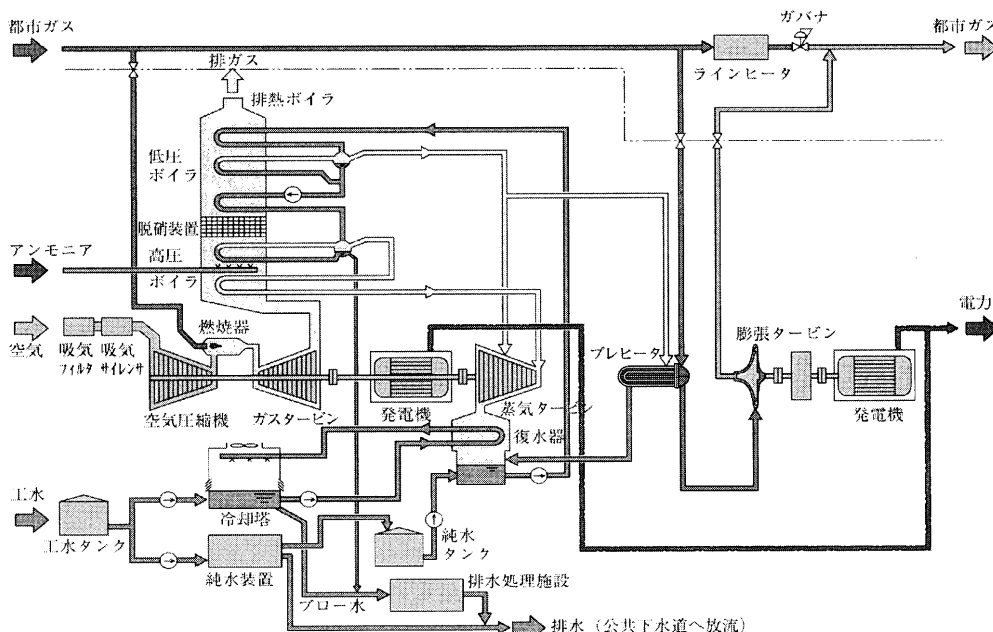 都市ガス
ガバナ
都市ガス
排ガス
ラインヒータ
排熱ボイラ
低圧
ボイラ
脱硝装置
アンモニア
高圧
ボイラ
電力
空気
吸気
フィルタ
吸気
サイレンサ
燃焼器
プレヒータ
膨張タービン
空気圧縮機
ガスタービン
発電機
蒸気タービン
発電機
復水器
工水
工水タンク
冷却塔
純水
タンク
純水装置
ブロー水
排水処理施設
排水(公共下水道へ放流)